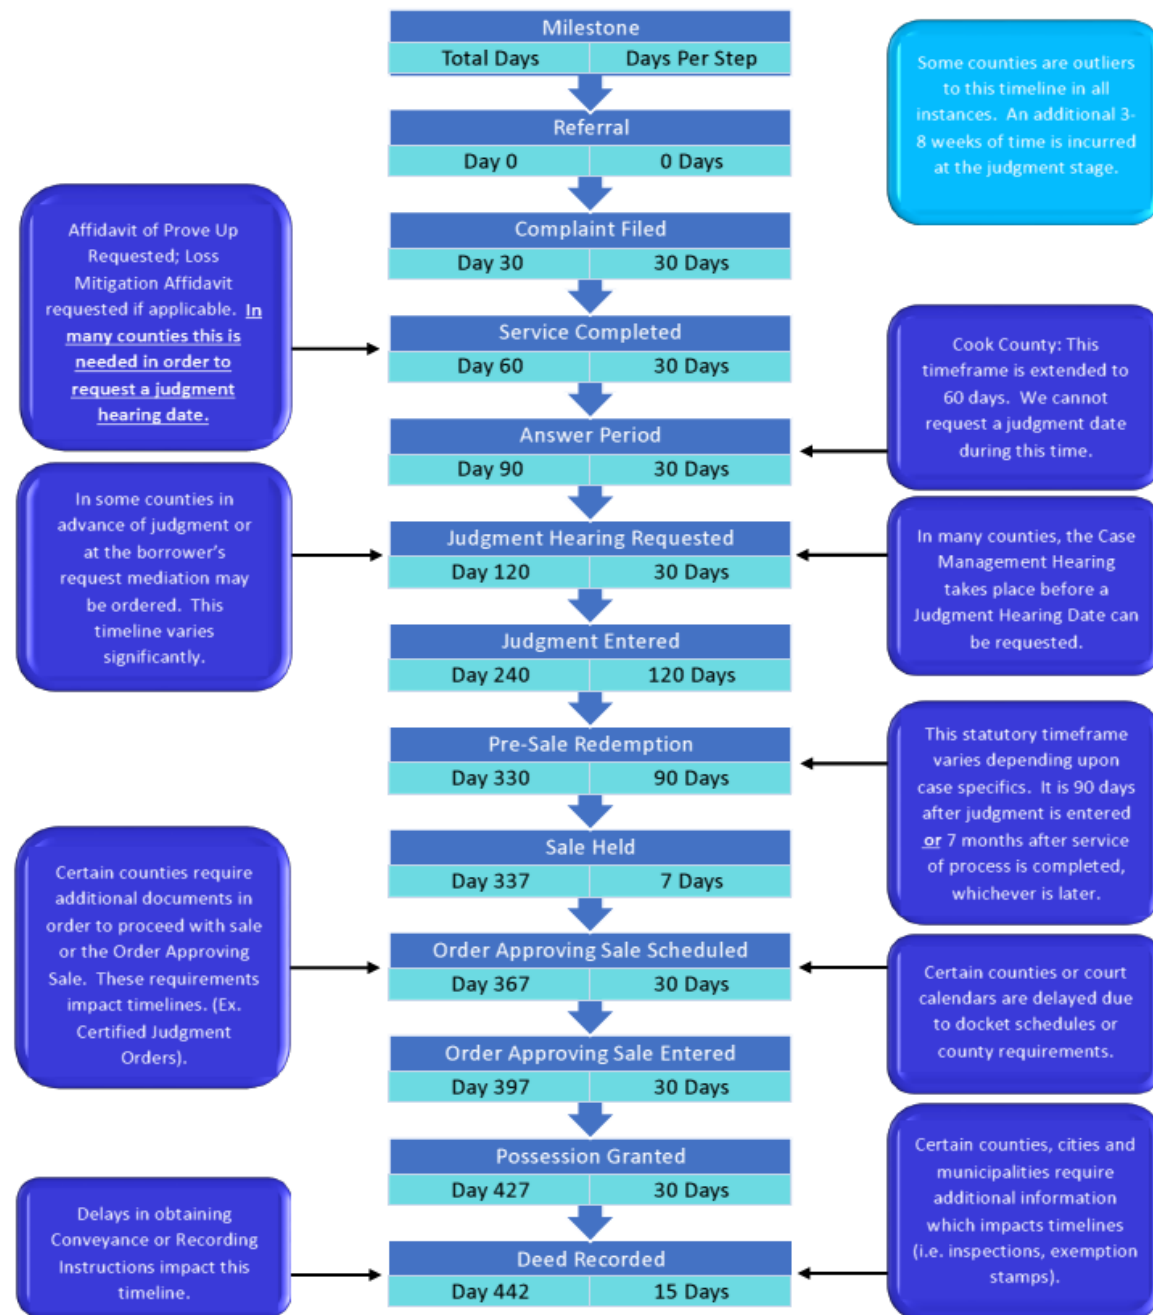 Milestone
Total Days Days Per Step
Some counties are outliers
to this timeline in all
instances. An additional 3-
8 weeks of time is incurred
at the judgment stage.
Referral
Day 0 0 Days
Affidavit of Prove Up
Requested; Loss
Mitigation Affidavit
requested if applicable. In
many counties this is
needed in order to
request a judgment
hearing date.
Complaint Filed
Day 30 30 Days
Service Completed
Day 60 30 Days
Cook County: This
timeframe is extended to
60 days. We cannot
request a judgment date
during this time.
Answer Period
Day 90 30 Days
In some counties in
advance of judgment or
at the borrower's
request mediation may
be ordered. This
timeline varies
significantly.
Judgment Hearing Requested
Day 120 30 Days
In many counties, the Case
Management Hearing
takes place before a
Judgment Hearing Date can
be requested.
Judgment Entered
Day 240 120 Days
Pre-Sale Redemption
Day 330 90 Days
This statutory timeframe
varies depending upon
case specifics. It is 90 days
after judgment is entered
or 7 months after service
of process is completed,
whichever is later.
Sale Held
Day 337 7 Days
Certain counties require
additional documents in
order to proceed with sale
or the Order Approving
Sale. These requirements
impact timelines. (Ex.
Certified Judgment
Orders).
Order Approving Sale Scheduled
Day 367 30 Days
Certain counties or court
calendars are delayed due
to docket schedules or
county requirements.
Order Approving Sale Entered
Day 397 30 Days
Possession Granted
Day 427 30 Days
Certain counties, cities and
municipalities require
additional information
which impacts timelines
(i.e. inspections, exemption
stamps).
Delays in obtaining
Conveyance or Recording
Instructions impact this
timeline.
Deed Recorded
Day 442 15 Days